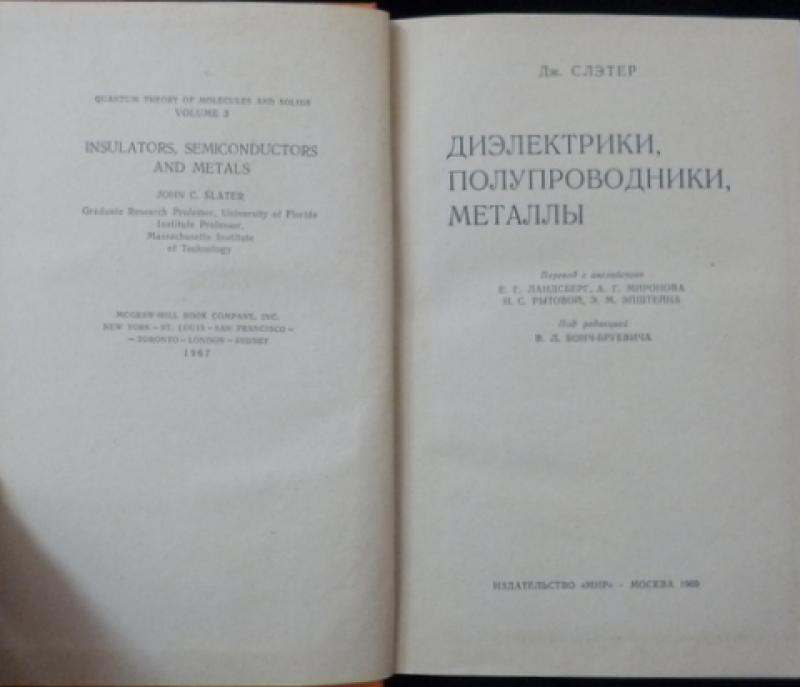 QUANTUM THEORY OF MOLECULES AND SOLIDS
VOLUME 3
INSULATORS, SEMICONDUCTORS
AND METALS
JOHN C. SLATER
Graduate Research Professor, University of Florida
Institute Professor,
Massachusetts Institute
of Technology
MCGRAW-HILL BOOK COMPANY, INC.
NEW YORK — ST. LOUIS — SAN FRANCISCO —
— TORONTO — LONDON — SYDNEY
1967
Дж. СЛЭТЕР
ДИЭЛЕКТРИКИ,
ПОЛУПРОВОДНИКИ,
МЕТАЛЛЫ
Перевод с английского
Е. Г. ЛАНДСБЕРГ, А. Г. МИРОНОВА
Н. С. РЫТОВОЙ, Э. М. ЭПШТЕЙНА
Под редакцией
В. Л. БОНЧ-БРУЕВИЧА
ИЗДАТЕЛЬСТВО «МИР» · МОСКВА 1969